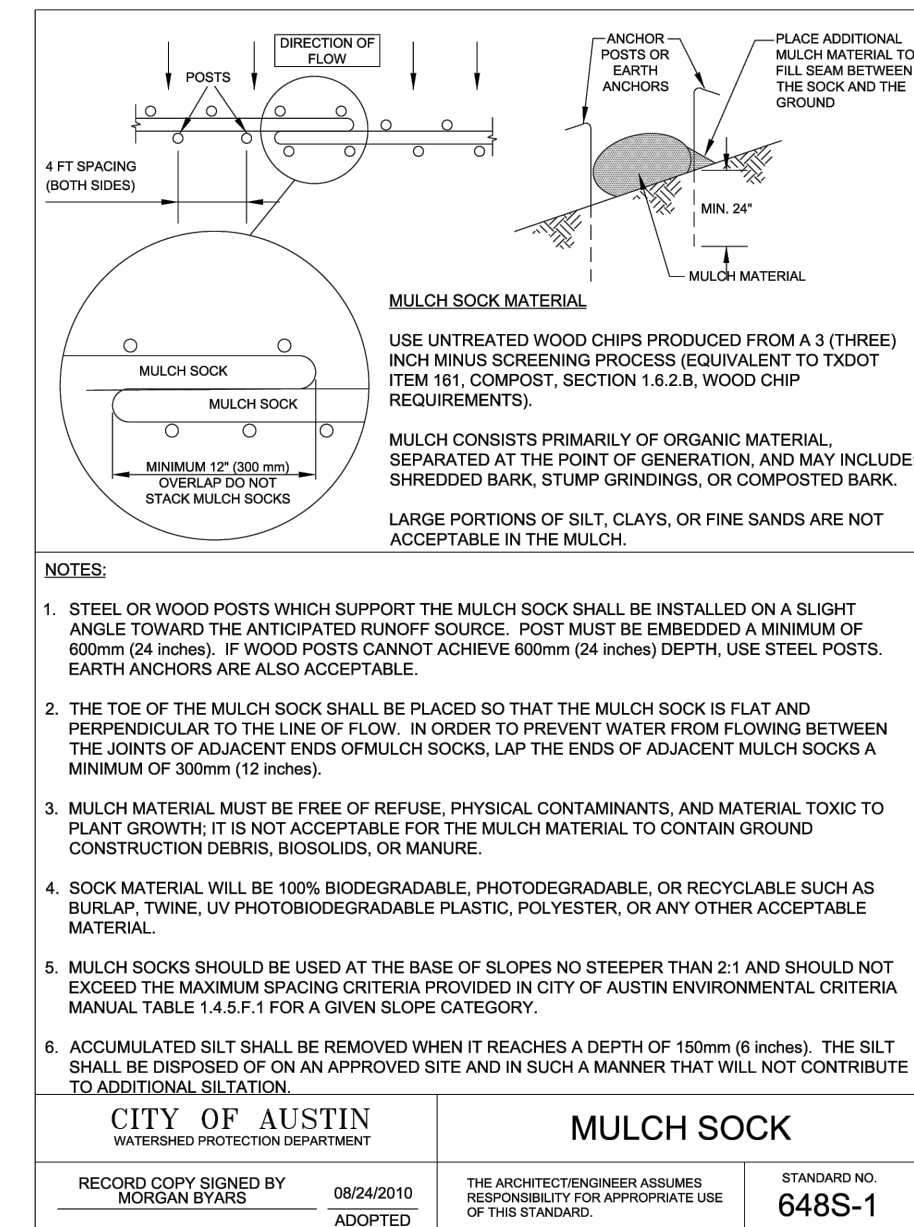 DIRECTION OF
FLOW
POSTS
4 FT SPACING
(BOTH SIDES)
ANCHOR
POSTS OR
EARTH
ANCHORS
PLACE ADDITIONAL
MULCH MATERIAL TO
FILL SEAM BETWEEN
THE SOCK AND THE
GROUND
MIN. 24"
MULCH MATERIAL
MULCH SOCK
MULCH SOCK
MINIMUM 12" (300 mm)
OVERLAP DO NOT
STACK MULCH SOCKS
MULCH SOCK MATERIAL
USE UNTREATED WOOD CHIPS PRODUCED FROM A 3 (THREE)
INCH MINUS SCREENING PROCESS (EQUIVALENT TO TXDOT
ITEM 161, COMPOST, SECTION 1.6.2.B, WOOD CHIP
REQUIREMENTS).
MULCH CONSISTS PRIMARILY OF ORGANIC MATERIAL,
SEPARATED AT THE POINT OF GENERATION, AND MAY INCLUDE:
SHREDDED BARK, STUMP GRINDINGS, OR COMPOSTED BARK.
LARGE PORTIONS OF SILT, CLAYS, OR FINE SANDS ARE NOT
ACCEPTABLE IN THE MULCH.
NOTES:
1. STEEL OR WOOD POSTS WHICH SUPPORT THE MULCH SOCK SHALL BE INSTALLED ON A SLIGHT
ANGLE TOWARD THE ANTICIPATED RUNOFF SOURCE. POST MUST BE EMBEDDED A MINIMUM OF
600mm (24 inches). IF WOOD POSTS CANNOT ACHIEVE 600mm (24 inches) DEPTH, USE STEEL POSTS.
EARTH ANCHORS ARE ALSO ACCEPTABLE.
2. THE TOE OF THE MULCH SOCK SHALL BE PLACED SO THAT THE MULCH SOCK IS FLAT AND
PERPENDICULAR TO THE LINE OF FLOW. IN ORDER TO PREVENT WATER FROM FLOWING BETWEEN
THE JOINTS OF ADJACENT ENDS OFMULCH SOCKS, LAP THE ENDS OF ADJACENT MULCH SOCKS A
MINIMUM OF 300mm (12 inches).
3. MULCH MATERIAL MUST BE FREE OF REFUSE, PHYSICAL CONTAMINANTS, AND MATERIAL TOXIC TO
PLANT GROWTH; IT IS NOT ACCEPTABLE FOR THE MULCH MATERIAL TO CONTAIN GROUND
CONSTRUCTION DEBRIS, BIOSOLIDS, OR MANURE.
4. SOCK MATERIAL WILL BE 100% BIODEGRADABLE, PHOTODEGRADABLE, OR RECYCLABLE SUCH AS
BURLAP, TWINE, UV PHOTOBIODEGRADABLE PLASTIC, POLYESTER, OR ANY OTHER ACCEPTABLE
MATERIAL.
5. MULCH SOCKS SHOULD BE USED AT THE BASE OF SLOPES NO STEEPER THAN 2:1 AND SHOULD NOT
EXCEED THE MAXIMUM SPACING CRITERIA PROVIDED IN CITY OF AUSTIN ENVIRONMENTAL CRITERIA
MANUAL TABLE 1.4.5.F.1 FOR A GIVEN SLOPE CATEGORY.
6. ACCUMULATED SILT SHALL BE REMOVED WHEN IT REACHES A DEPTH OF 150mm (6 inches). THE SILT
SHALL BE DISPOSED OF ON AN APPROVED SITE AND IN SUCH A MANNER THAT WILL NOT CONTRIBUTE
TO ADDITIONAL SILTATION.
CITY OF AUSTIN
WATERSHED PROTECTION DEPARTMENT
MULCH SOCK
RECORD COPY SIGNED BY
MORGAN BYARS
08/24/2010
ADOPTED
THE ARCHITECT/ENGINEER ASSUMES
RESPONSIBILITY FOR APPROPRIATE USE
OF THIS STANDARD.
STANDARD NO.
648S-1